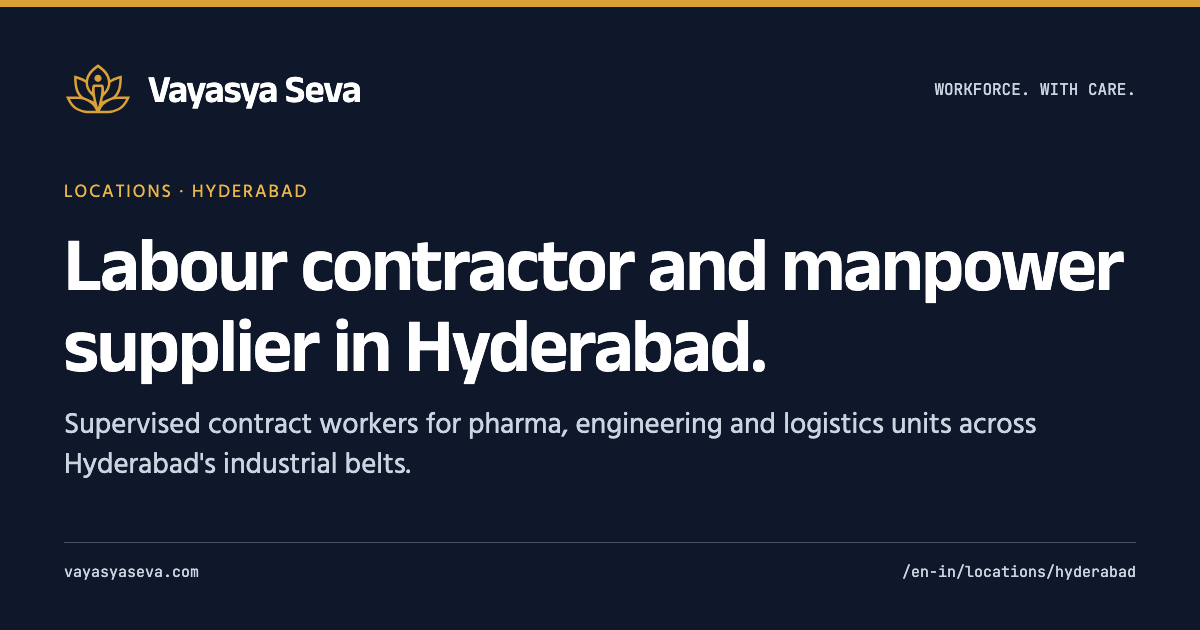 Vayasya Seva
WORKFORCE. WITH CARE.
LOCATIONS · HYDERABAD
Labour contractor and manpower
supplier in Hyderabad.
Supervised contract workers for pharma, engineering and logistics units across
Hyderabad's industrial belts.
vayasyaseva.com
/en-in/locations/hyderabad